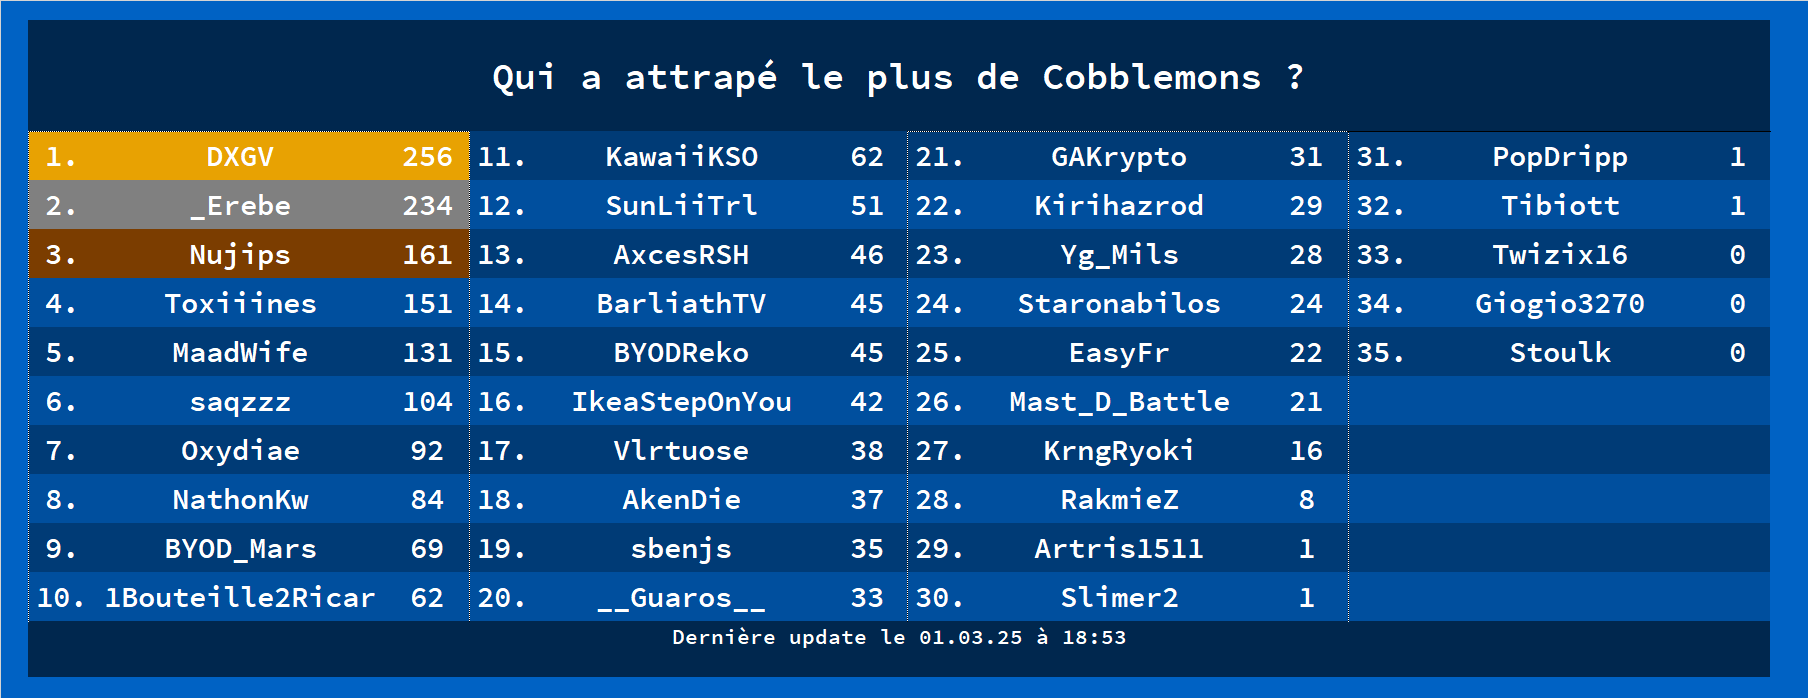 Qui a attrapé le plus de Cobblemons ?
1. DXGV 256
2. _Erebe 234
3. Nujips 161
4. Toxiiines 151
5. MaadWife 131
6. saqzzz 104
7. Oxydiae 92
8. NathonKw 84
9. BYOD_Mars 69
10. 1Bouteille2Ricar 62
11. KawaiiKSO 62
12. SunLiiTrl 51
13. AxcesRSH 46
14. BarliathTV 45
15. BYODReko 45
16. IkeaStepOnYou 42
17. Vlrtuose 38
18. AkenDie 37
19. sbenjs 35
20. __Guaros__ 33
21. GAKrypto 31
22. Kirihazrod 29
23. Yg_Mils 28
24. Staronabilos 24
25. EasyFr 22
26. Mast_D_Battle 21
27. KrngRyoki 16
28. RakmieZ 8
29. Artris1511 1
30. Slimer2 1
31. PopDripp 1
32. Tibiott 1
33. Twizix16 0
34. Giogio3270 0
35. Stoulk 0
Dernière update le 01.03.25 à 18:53